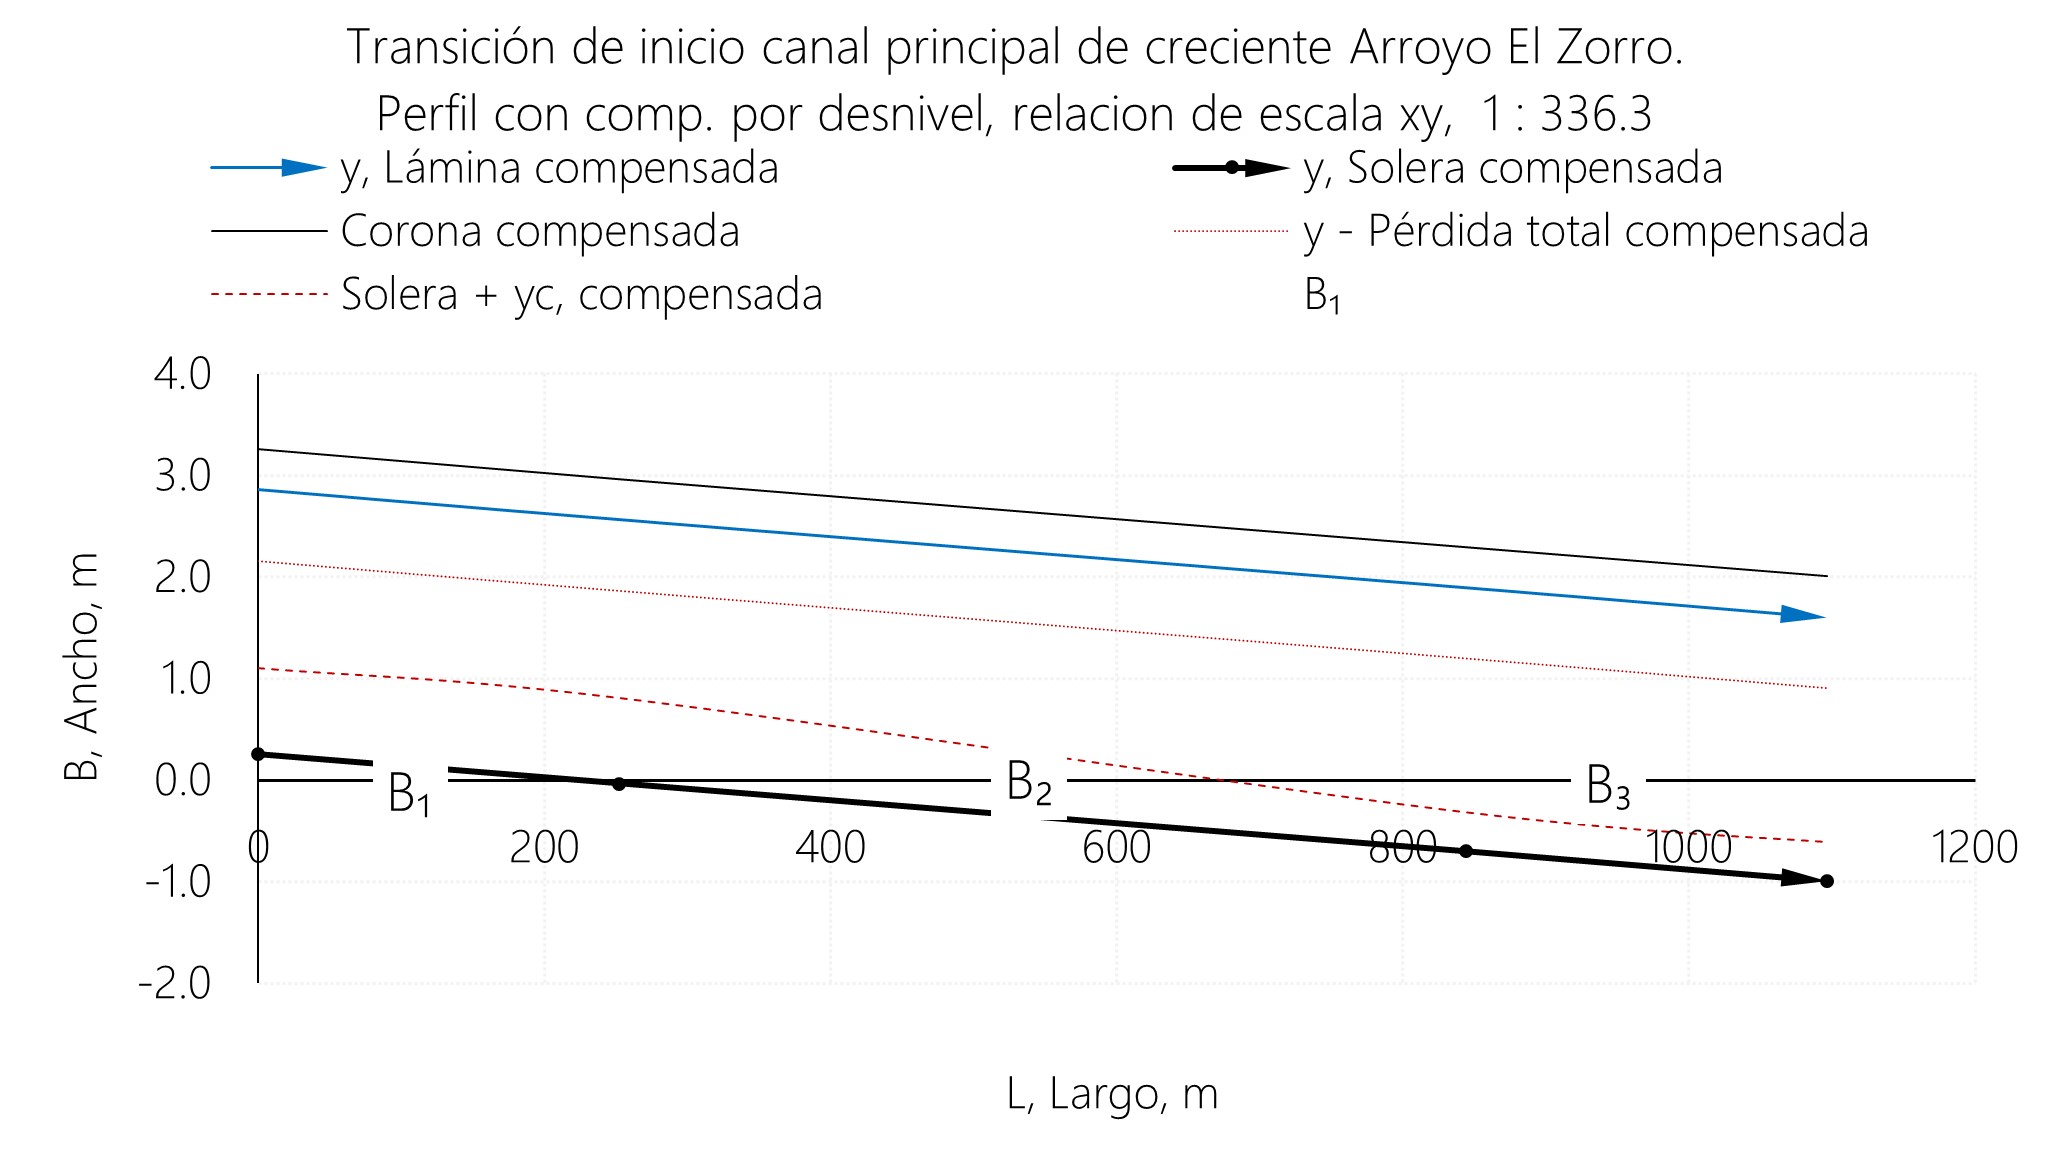 Transición de inicio canal principal de creciente Arroyo El Zorro.
Perfil con comp. por desnivel, relacion de escala xy, 1 : 336.3
y, Lámina compensada
y, Solera compensada
Corona compensada
y - Pérdida total compensada
Solera + yc, compensada
B₁
4.0
3.0
2.0
1.0
0.0
-1.0
-2.0
B, Ancho, m
B₁
B₂
B₃
0 200 400 600 800 1000 1200
L, Largo, m